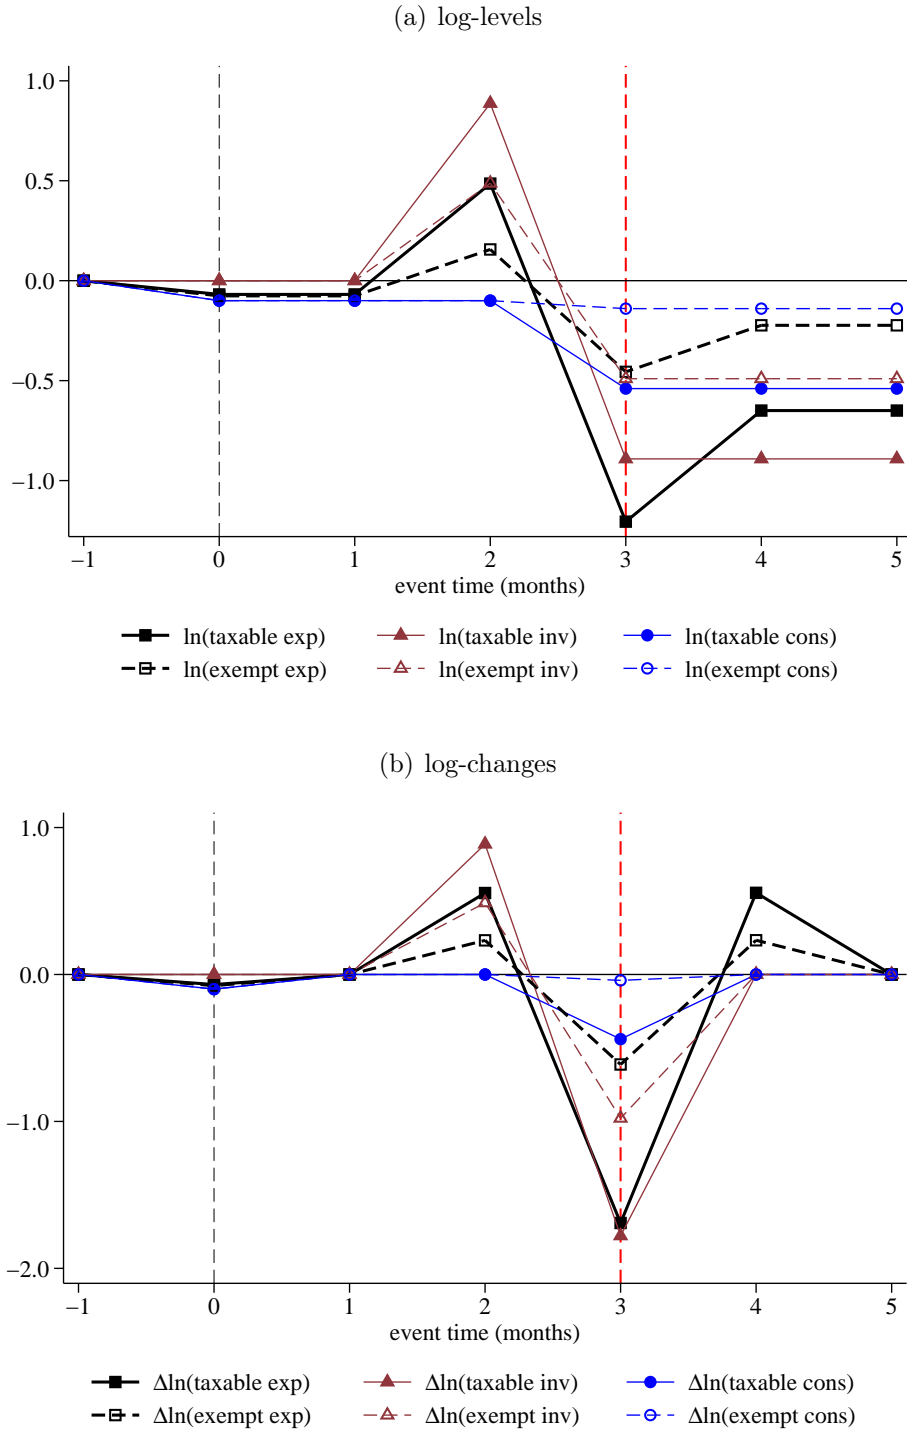 (a) log-levels
1.0
0.5
0.0
−0.5
−1.0
−1 0 1 2 3 4 5
event time (months)
ln(taxable exp) ln(taxable inv) ln(taxable cons)
ln(exempt exp) ln(exempt inv) ln(exempt cons)
(b) log-changes
1.0
0.0
−1.0
−2.0
−1 0 1 2 3 4 5
event time (months)
Δln(taxable exp) Δln(taxable inv) Δln(taxable cons)
Δln(exempt exp) Δln(exempt inv) Δln(exempt cons)